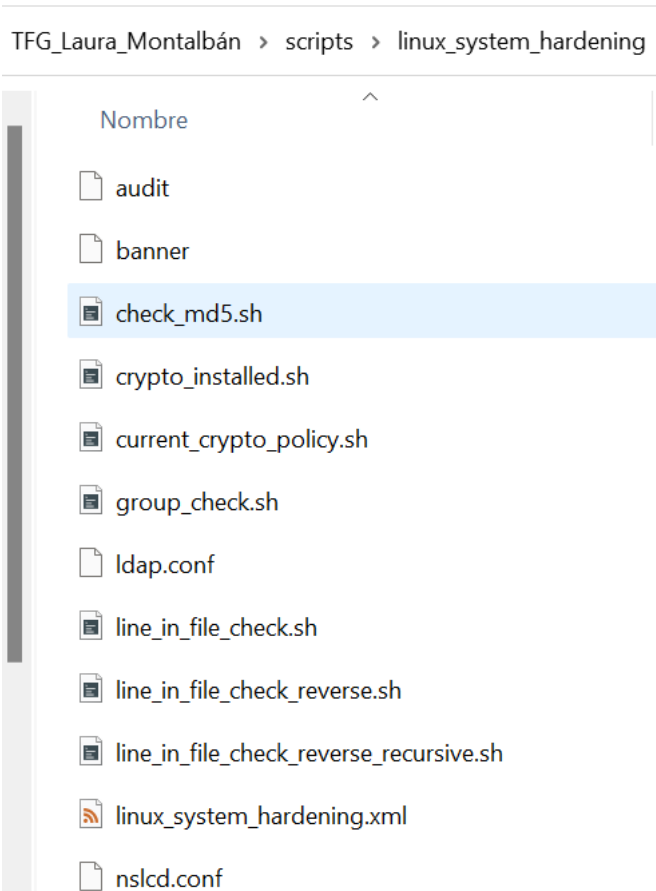 TFG_Laura_Montalbán > scripts > linux_system_hardening
Nombre
audit
banner
check_md5.sh
crypto_installed.sh
current_crypto_policy.sh
group_check.sh
ldap.conf
line_in_file_check.sh
line_in_file_check_reverse.sh
line_in_file_check_reverse_recursive.sh
linux_system_hardening.xml
nslcd.conf